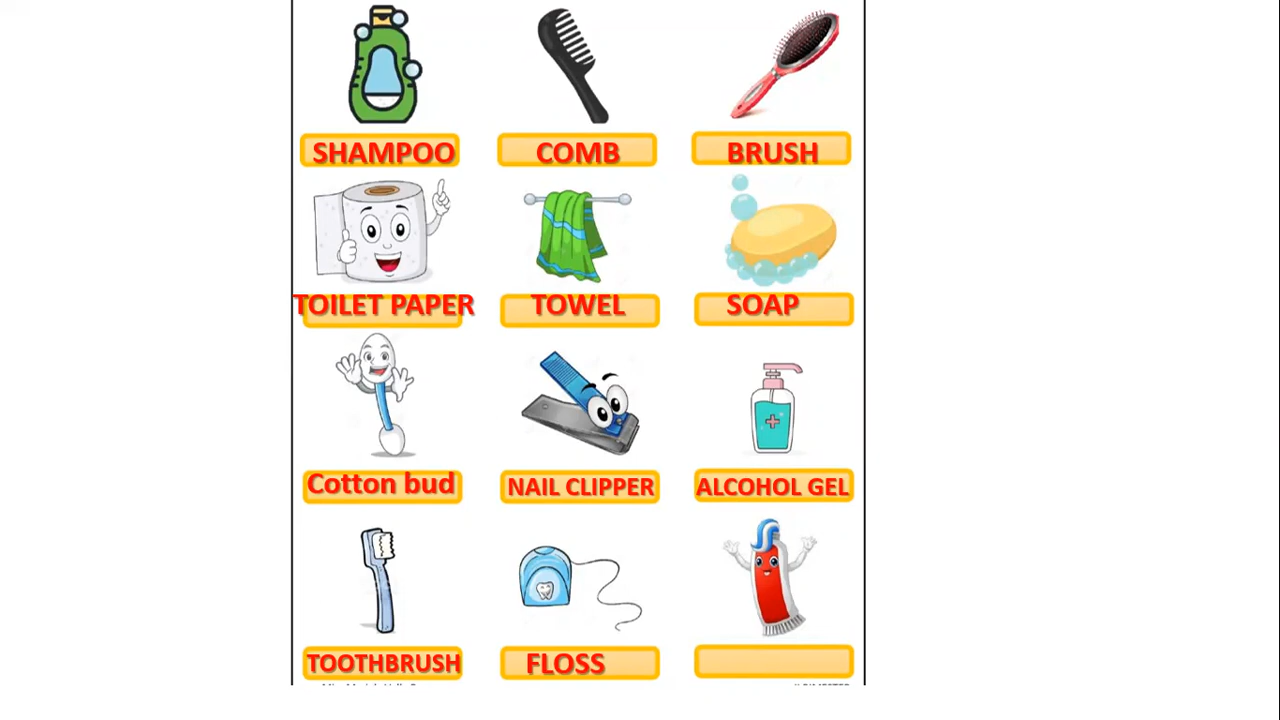 SHAMPOO
COMB
BRUSH
TOILET PAPER
TOWEL
SOAP
Cotton bud
NAIL CLIPPER
ALCOHOL GEL
TOOTHBRUSH
FLOSS